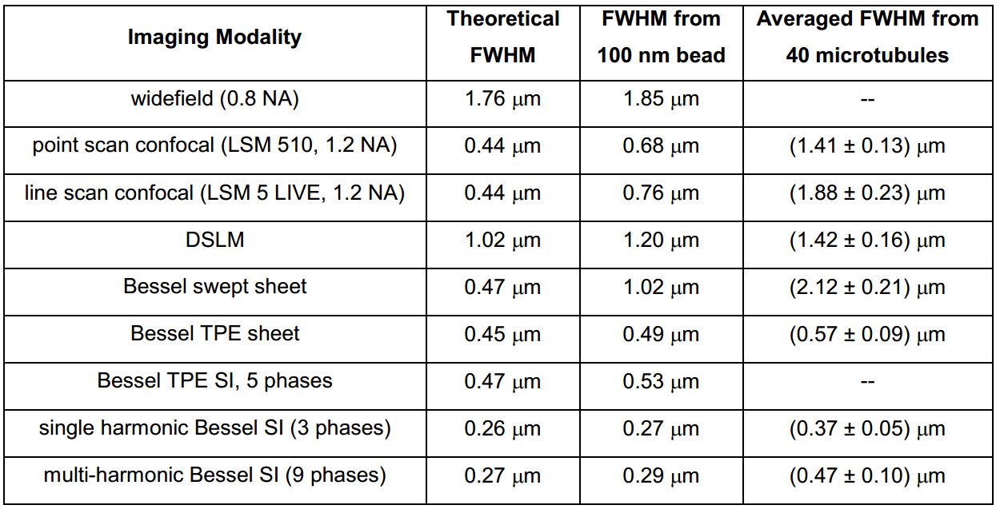 Imaging Modality Theoretical FWHM FWHM from 100 nm bead Averaged FWHM from 40 microtubules
widefield (0.8 NA) 1.76 μm 1.85 μm --
point scan confocal (LSM 510, 1.2 NA) 0.44 μm 0.68 μm (1.41 ± 0.13) μm
line scan confocal (LSM 5 LIVE, 1.2 NA) 0.44 μm 0.76 μm (1.88 ± 0.23) μm
DSLM 1.02 μm 1.20 μm (1.42 ± 0.16) μm
Bessel swept sheet 0.47 μm 1.02 μm (2.12 ± 0.21) μm
Bessel TPE sheet 0.45 μm 0.49 μm (0.57 ± 0.09) μm
Bessel TPE SI, 5 phases 0.47 μm 0.53 μm --
single harmonic Bessel SI (3 phases) 0.26 μm 0.27 μm (0.37 ± 0.05) μm
multi-harmonic Bessel SI (9 phases) 0.27 μm 0.29 μm (0.47 ± 0.10) μm